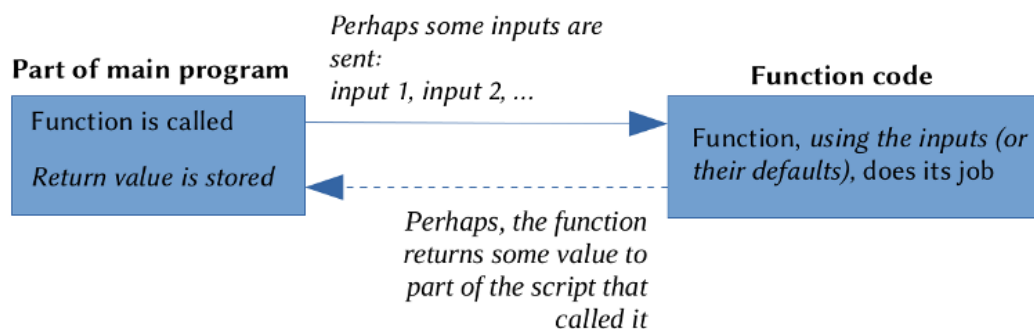 Part of main program
Function is called
Return value is stored
Perhaps some inputs are
sent:
input 1, input 2, ...
Function code
Function, using the inputs (or
their defaults), does its job
Perhaps, the function
returns some value to
part of the script that
called it